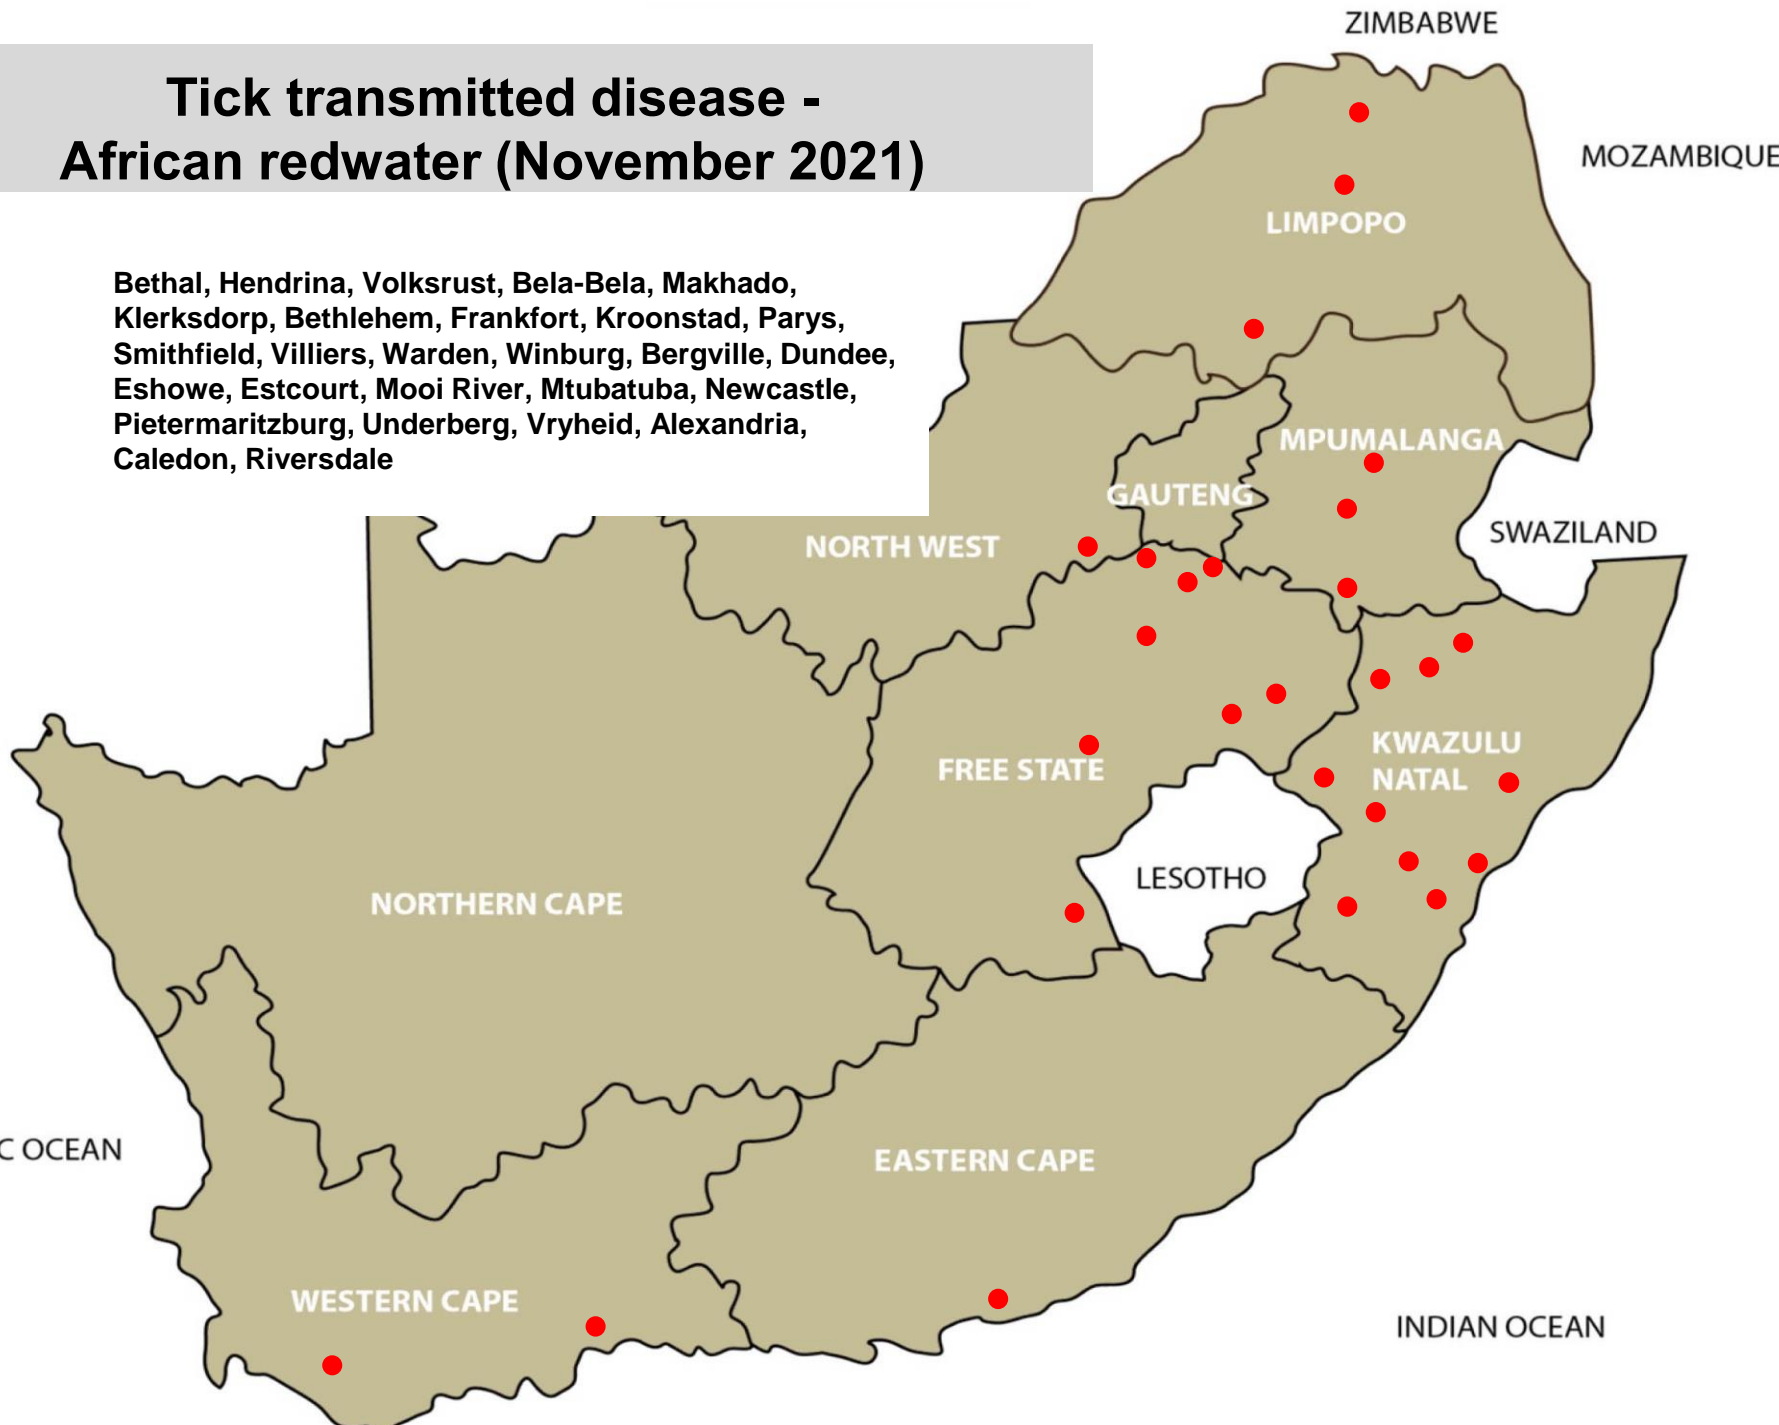 ZIMBABWE
Tick transmitted disease -
African redwater (November 2021)
MOZAMBIQUE
LIMPOPO
Bethal, Hendrina, Volksrust, Bela-Bela, Makhado,
Klerksdorp, Bethlehem, Frankfort, Kroonstad, Parys,
Smithfield, Villiers, Warden, Winburg, Bergville, Dundee,
Eshowe, Estcourt, Mooi River, Mtubatuba, Newcastle,
Pietermaritzburg, Underberg, Vryheid, Alexandria,
Caledon, Riversdale
MPUMALANGA
GAUTENG
SWAZILAND
NORTH WEST
KWAZULU
NATAL
FREE STATE
LESOTHO
NORTHERN CAPE
C OCEAN
EASTERN CAPE
WESTERN CAPE
INDIAN OCEAN